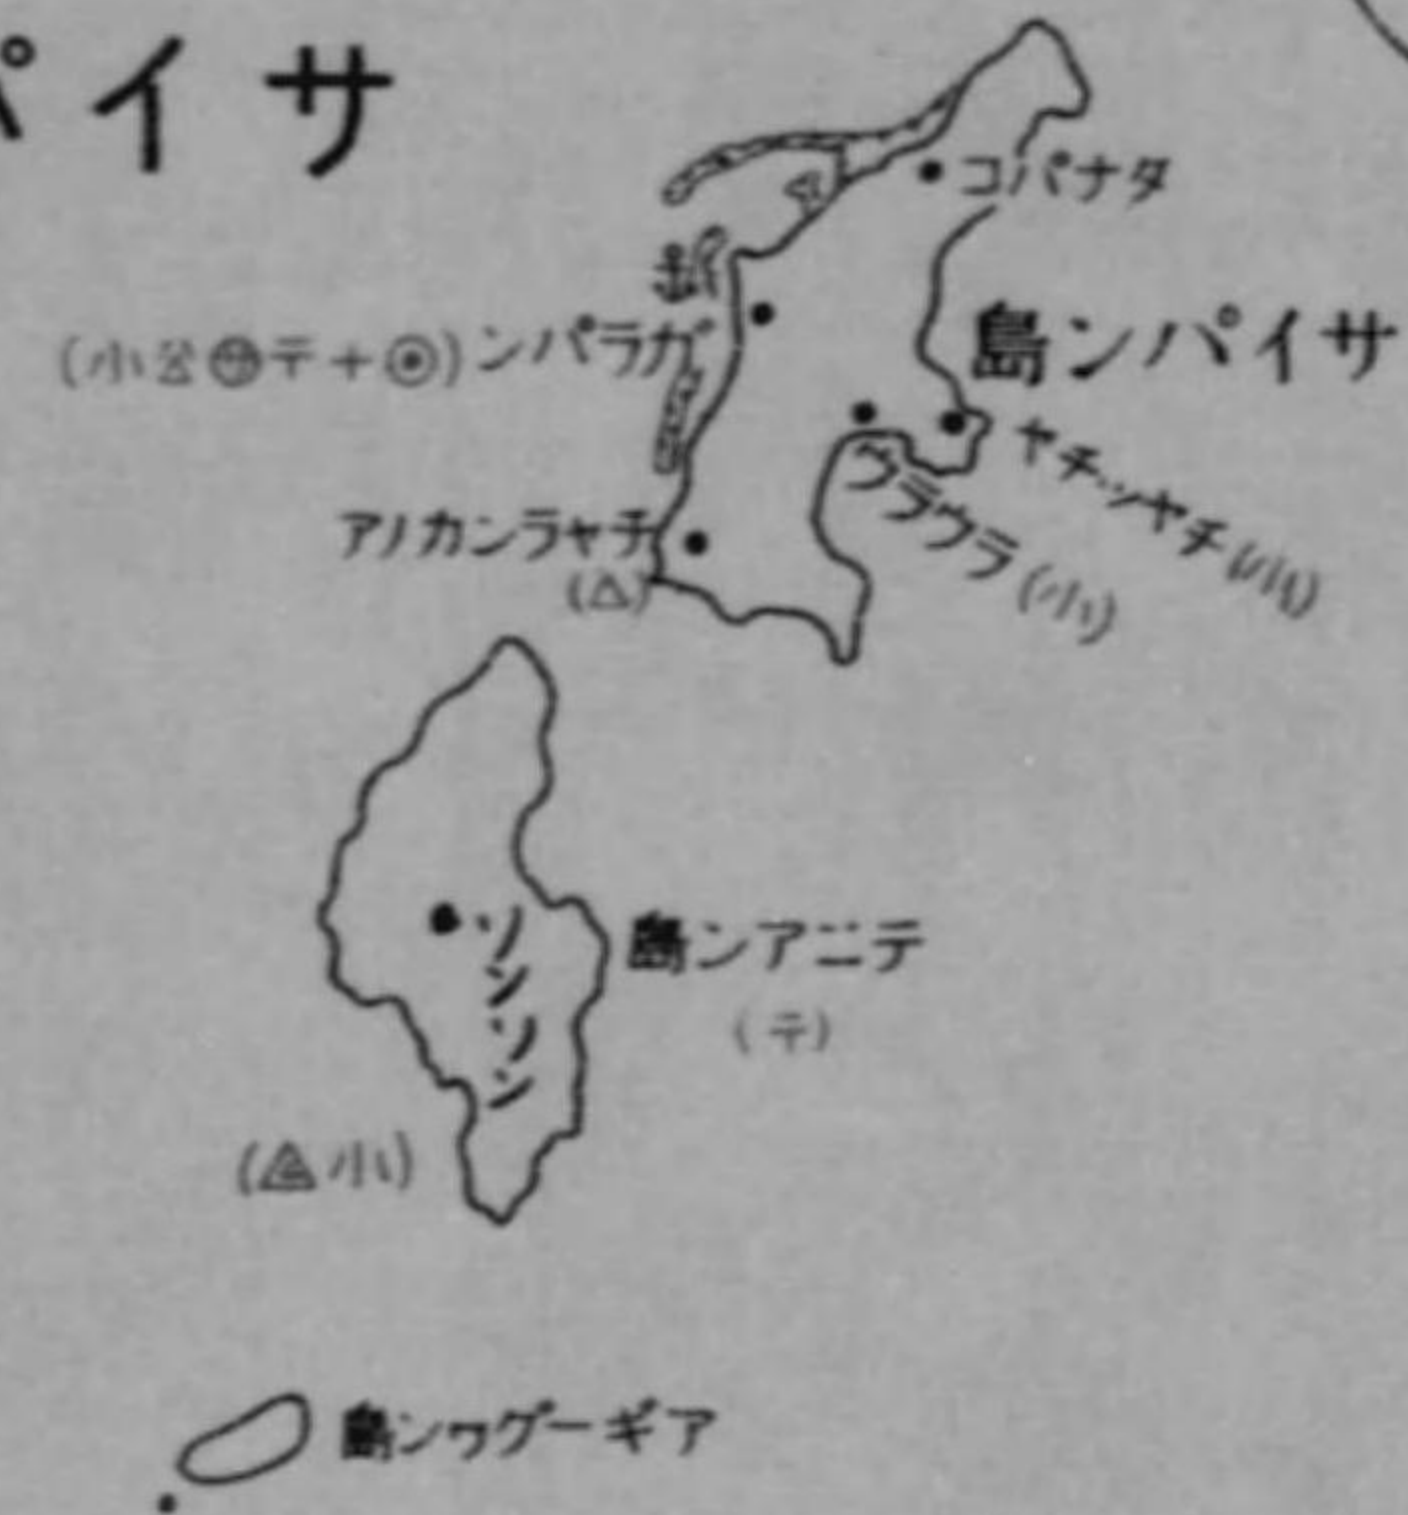 サイパ
タナパコ
サイパン島
ガラパン(◉+〒㊉公小)
チヤッチヤ(小)
ラウラウ(小)
チヤランカノア
(△)
テニアン島
(〒)
ソンソン
(小△)
アギーグワン島